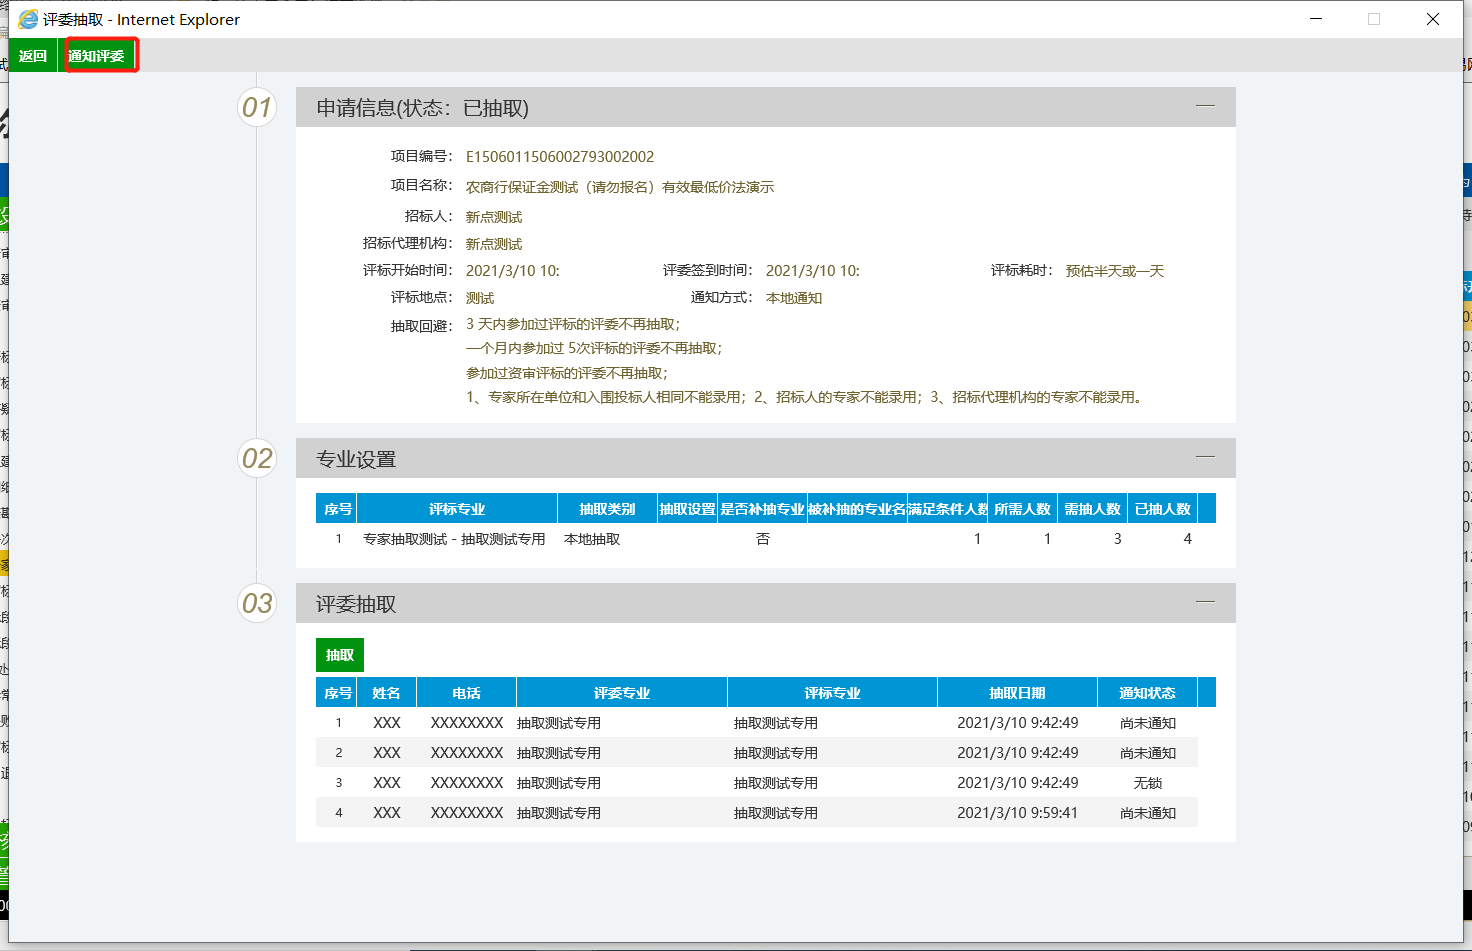 评委抽取 - Internet Explorer
返回 通知评委
01 申请信息(状态：已抽取)
项目编号： E1506011506002793002002
项目名称： 农商行保证金测试（请勿报名）有效最低价法演示
招标人： 新点测试
招标代理机构： 新点测试
评标开始时间： 2021/3/10 10: 评委签到时间： 2021/3/10 10: 评标耗时： 预估半天或一天
评标地点： 测试 通知方式： 本地通知
抽取回避： 3 天内参加过评标的评委不再抽取；
一个月内参加过 5次评标的评委不再抽取；
参加过资审评标的评委不再抽取；
1、专家所在单位和入围投标人相同不能录用；2、招标人的专家不能录用；3、招标代理机构的专家不能录用。
02 专业设置
序号 评标专业 抽取类别 抽取设置 是否补抽专业 被补抽的专业名 满足条件人数 所需人数 需抽人数 已抽人数
1 专家抽取测试 - 抽取测试专用 本地抽取 否 1 1 3 4
03 评委抽取
抽取
序号 姓名 电话 评委专业 评标专业 抽取日期 通知状态
1 XXX XXXXXXXX 抽取测试专用 抽取测试专用 2021/3/10 9:42:49 尚未通知
2 XXX XXXXXXXX 抽取测试专用 抽取测试专用 2021/3/10 9:42:49 尚未通知
3 XXX XXXXXXXX 抽取测试专用 抽取测试专用 2021/3/10 9:42:49 无锁
4 XXX XXXXXXXX 抽取测试专用 抽取测试专用 2021/3/10 9:59:41 尚未通知